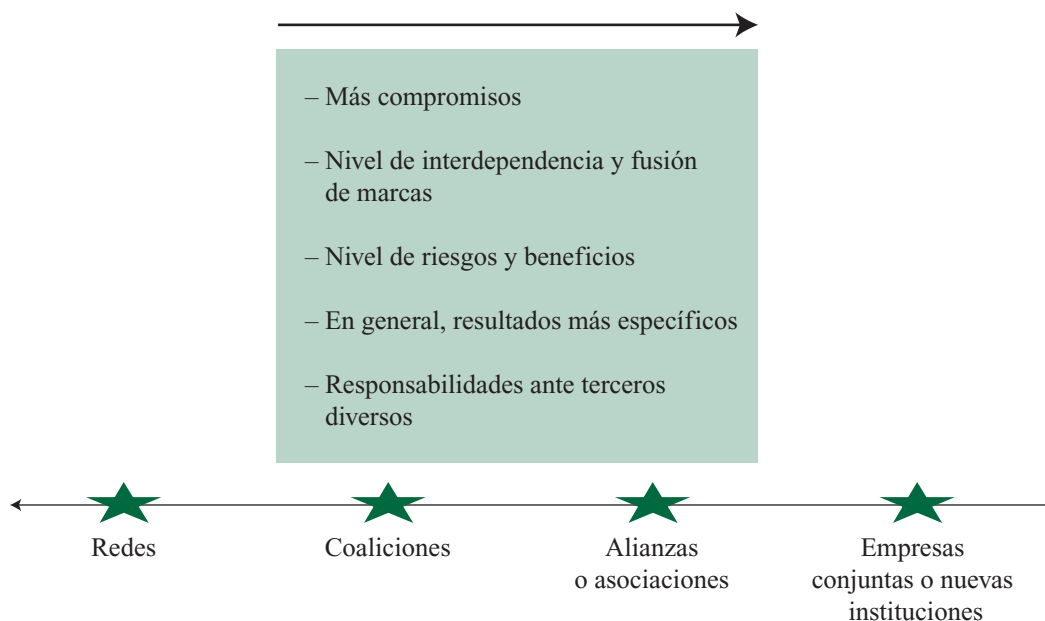 – Más compromisos
– Nivel de interdependencia y fusión
de marcas
– Nivel de riesgos y beneficios
– En general, resultados más específicos
– Responsabilidades ante terceros
diversos
Redes
Coaliciones
Alianzas
o asociaciones
Empresas
conjuntas o nuevas
instituciones